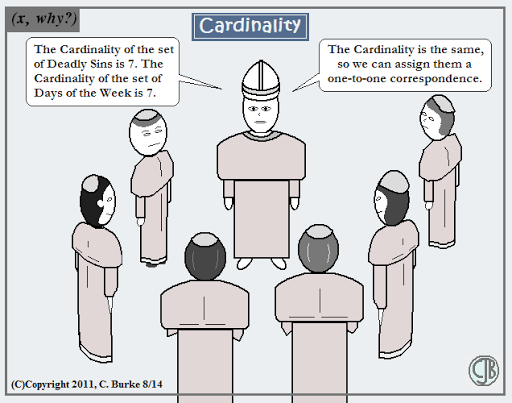 (x, why?)
Cardinality
The Cardinality of the set
of Deadly Sins is 7. The
Cardinality of the set of
Days of the Week is 7.
The Cardinality is the same,
so we can assign them a
one-to-one correspondence.
(C)Copyright 2011, C. Burke 8/14
CJB